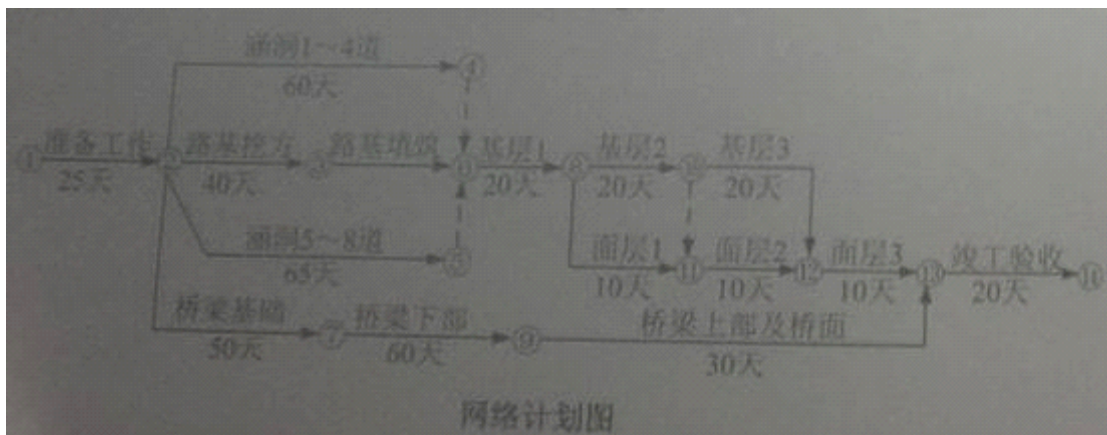 涵洞1～4道
④
60天
准备工作
路基挖方
路基填筑
基层1
基层2
基层3
①
②
③
⑥
⑧
⑩
25天
40天
20天
20天
20天
涵洞5～8道
⑤
65天
面层1
面层2
面层3
竣工验收
⑪
⑫
⑬
⑭
10天
10天
10天
20天
桥梁基础
桥梁下部
桥梁上部及桥面
⑦
⑨
50天
60天
30天
网络计划图